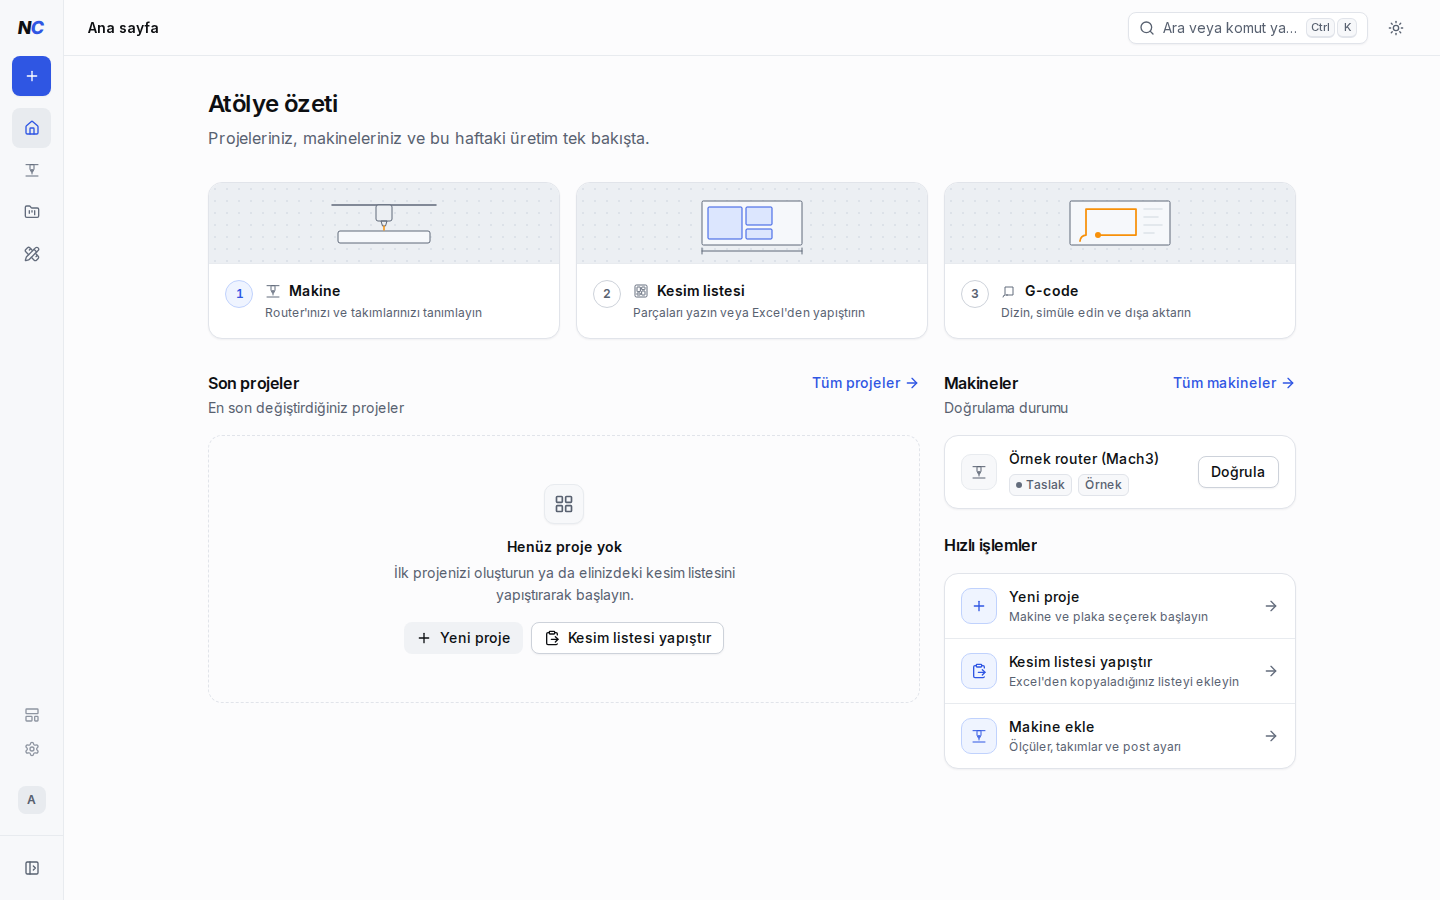 NC
Ana sayfa
Ara veya komut ya... Ctrl K
Atölye özeti
Projeleriniz, makineleriniz ve bu haftaki üretim tek bakışta.
1 Makine
Router'ınızı ve takımlarınızı tanımlayın
2 Kesim listesi
Parçaları yazın veya Excel'den yapıştırın
3 G-code
Dizin, simüle edin ve dışa aktarın
Son projeler
Tüm projeler
En son değiştirdiğiniz projeler
Henüz proje yok
İlk projenizi oluşturun ya da elinizdeki kesim listesini
yapıştırarak başlayın.
Yeni proje
Kesim listesi yapıştır
Makineler
Tüm makineler
Doğrulama durumu
Örnek router (Mach3)
Taslak
Örnek
Doğrula
Hızlı işlemler
Yeni proje
Makine ve plaka seçerek başlayın
Kesim listesi yapıştır
Excel'den kopyaladığınız listeyi ekleyin
Makine ekle
Ölçüler, takımlar ve post ayarı
A